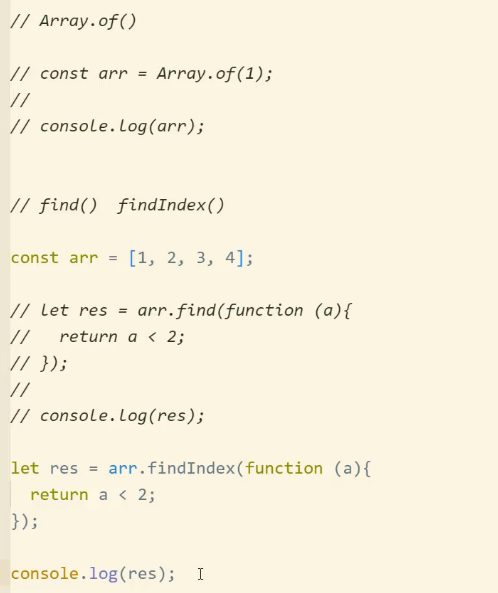 // Array.of()
// const arr = Array.of(1);
//
// console.log(arr);
// find()  findIndex()
const arr = [1, 2, 3, 4];
// let res = arr.find(function (a){
//   return a < 2;
// });
//
// console.log(res);
let res = arr.findIndex(function (a){
  return a < 2;
});
console.log(res);